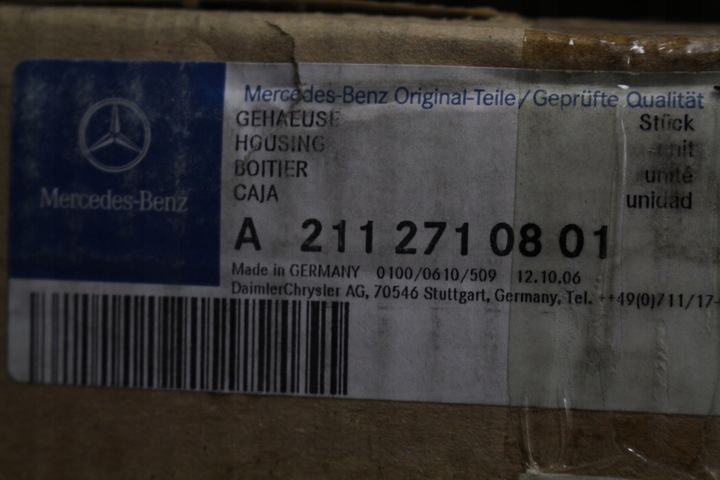 Mercedes-Benz Original-Teile/Geprüfte Qualität
GEHAEUSE Stück
HOUSING unit
BOITIER unité
CAJA unidad
Mercedes-Benz
A 211 271 08 01
Made in GERMANY 0100/0610/509 12.10.06
DaimlerChrysler AG, 70546 Stuttgart, Germany, Tel. ++49(0)711/17-